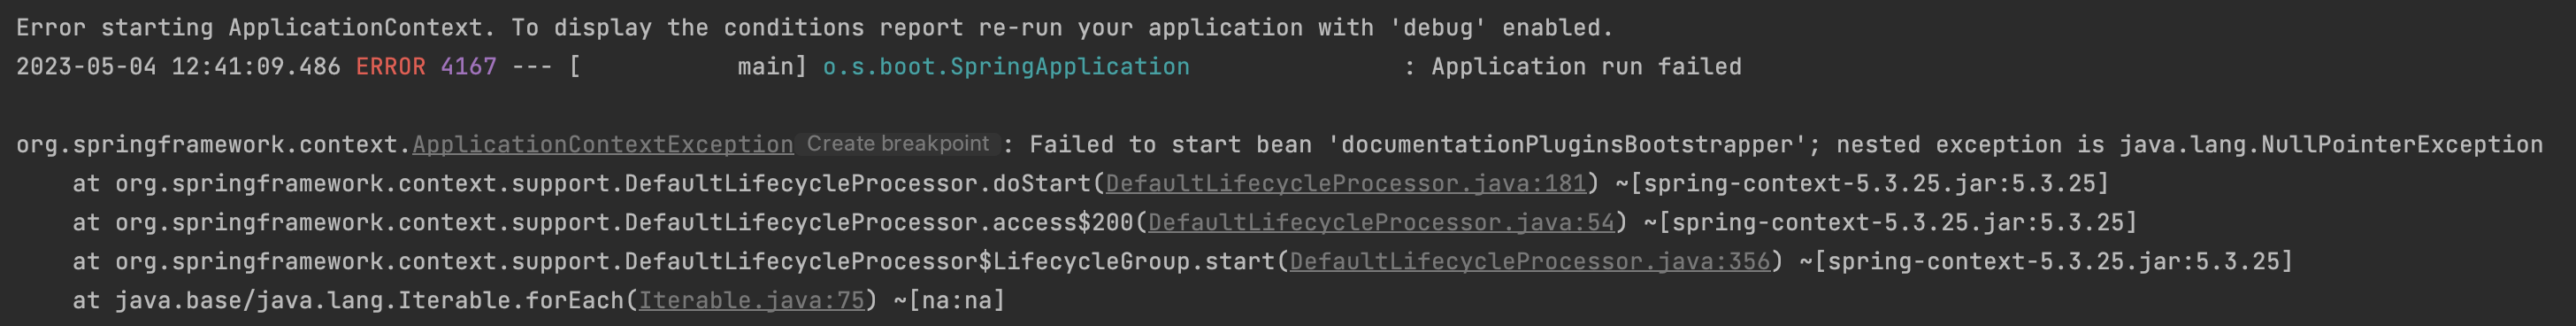 Error starting ApplicationContext. To display the conditions report re-run your application with 'debug' enabled.
2023-05-04 12:41:09.486 ERROR 4167 --- [           main] o.s.boot.SpringApplication               : Application run failed
org.springframework.context.ApplicationContextException Create breakpoint : Failed to start bean 'documentationPluginsBootstrapper'; nested exception is java.lang.NullPointerException
    at org.springframework.context.support.DefaultLifecycleProcessor.doStart(DefaultLifecycleProcessor.java:181) ~[spring-context-5.3.25.jar:5.3.25]
    at org.springframework.context.support.DefaultLifecycleProcessor.access$200(DefaultLifecycleProcessor.java:54) ~[spring-context-5.3.25.jar:5.3.25]
    at org.springframework.context.support.DefaultLifecycleProcessor$LifecycleGroup.start(DefaultLifecycleProcessor.java:356) ~[spring-context-5.3.25.jar:5.3.25]
    at java.base/java.lang.Iterable.forEach(Iterable.java:75) ~[na:na]